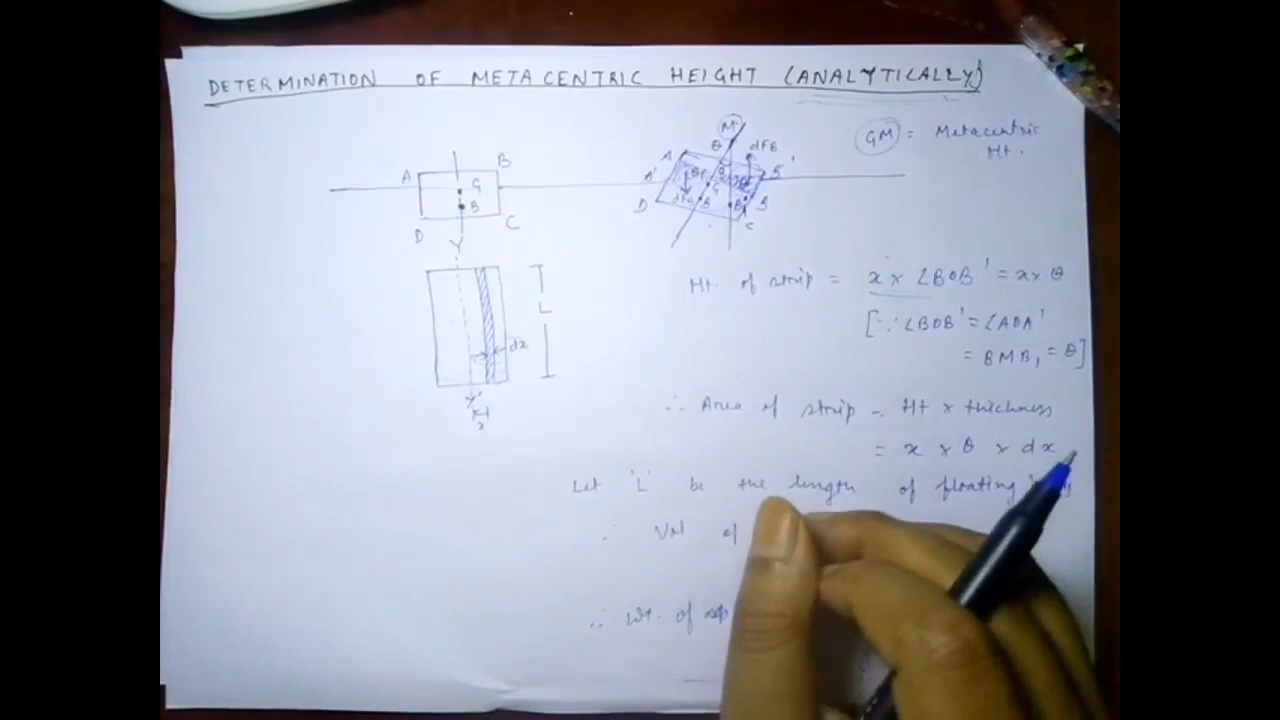 DETERMINATION OF METACENTRIC HEIGHT (ANALYTICALLY)
GM = Metacentric
Ht.
A B
G
B
D C
Y
L
dx
Y'
x
M
θ dFB
A B'
A'
G
dFB
D B B
C
Ht. of strip = x × ∠BOB' = x × θ
[∵ ∠BOB' = ∠AOA'
= BMB₁ = θ]
∴ Area of strip = Ht × thickness
= x × θ × dx
Let 'L' be the length of floating
∴ Vol of
∴ Wt. of